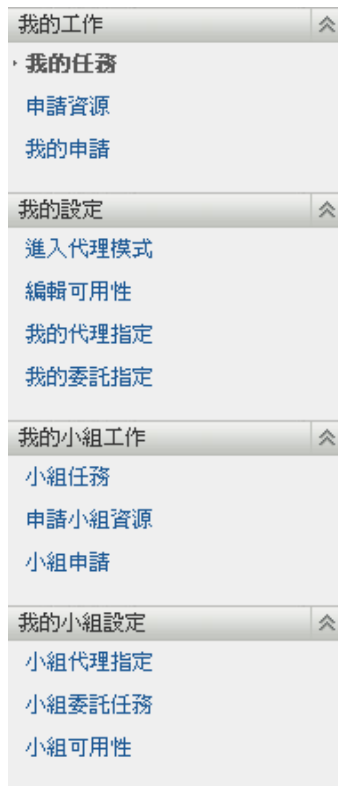 我的工作
我的任務
申請資源
我的申請
我的設定
進入代理模式
編輯可用性
我的代理指定
我的委託指定
我的小組工作
小組任務
申請小組資源
小組申請
我的小組設定
小組代理指定
小組委託任務
小組可用性